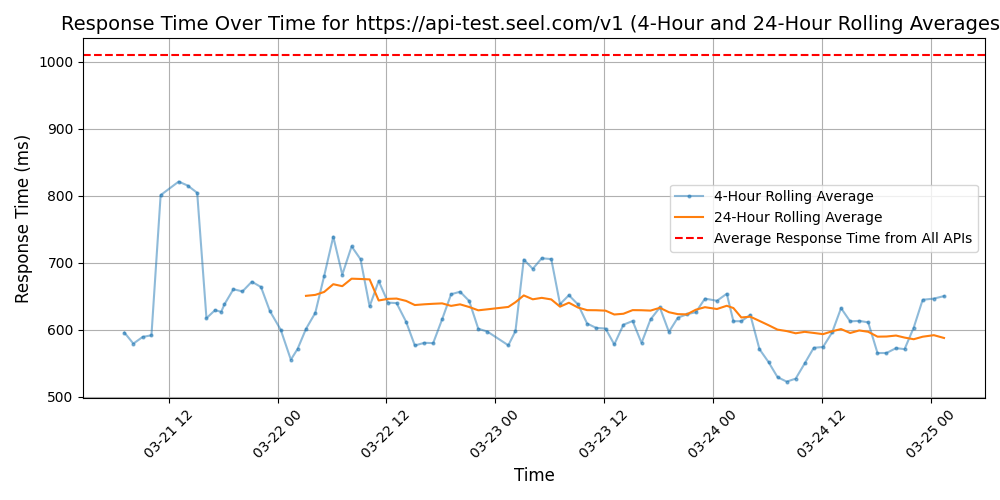 Response Time Over Time for https://api-test.seel.com/v1 (4-Hour and 24-Hour Rolling Averages
Response Time (ms)
1000
900
800
700
600
500
4-Hour Rolling Average
24-Hour Rolling Average
Average Response Time from All APIs
03-21 12
03-22 00
03-22 12
03-23 00
03-23 12
03-24 00
03-24 12
03-25 00
Time